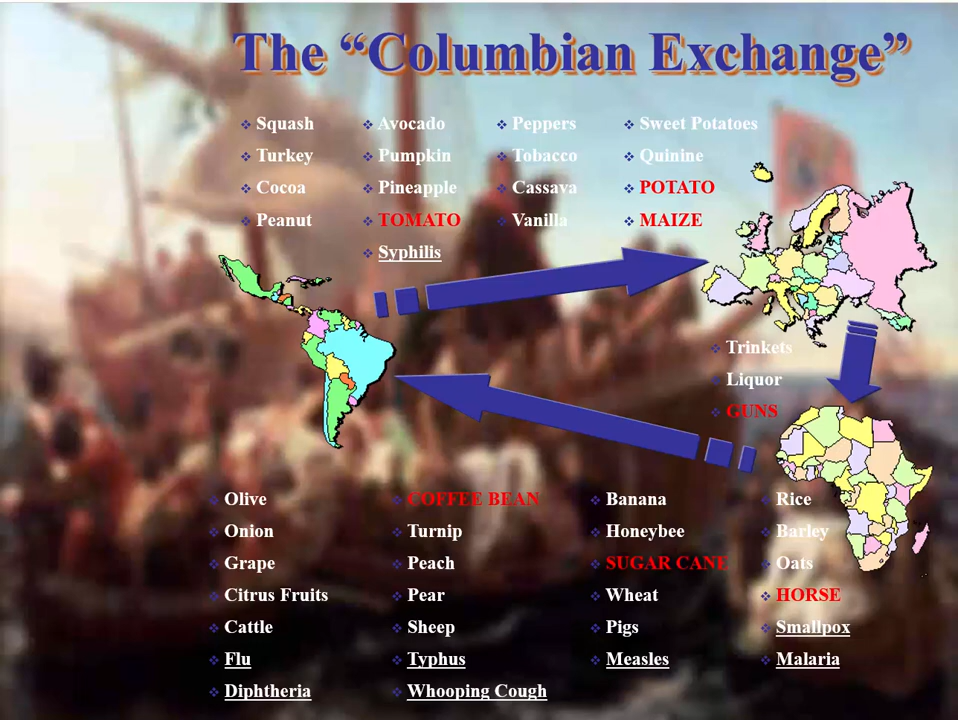 The “Columbian Exchange”
❖ Squash ❖ Avocado ❖ Peppers ❖ Sweet Potatoes
❖ Turkey ❖ Pumpkin ❖ Tobacco ❖ Quinine
❖ Cocoa ❖ Pineapple ❖ Cassava ❖ POTATO
❖ Peanut ❖ TOMATO ❖ Vanilla ❖ MAIZE
❖ Syphilis
❖ Trinkets
❖ Liquor
❖ GUNS
❖ Olive ❖ COFFEE BEAN ❖ Banana ❖ Rice
❖ Onion ❖ Turnip ❖ Honeybee ❖ Barley
❖ Grape ❖ Peach ❖ SUGAR CANE ❖ Oats
❖ Citrus Fruits ❖ Pear ❖ Wheat ❖ HORSE
❖ Cattle ❖ Sheep ❖ Pigs ❖ Smallpox
❖ Flu ❖ Typhus ❖ Measles ❖ Malaria
❖ Diphtheria ❖ Whooping Cough